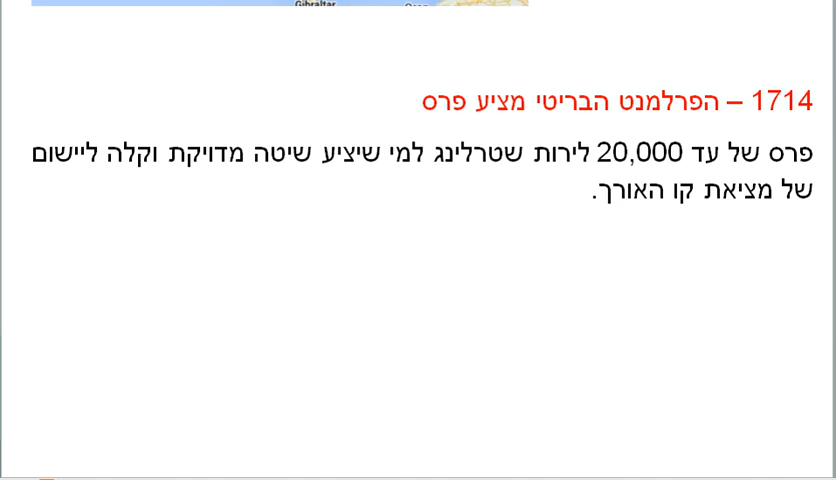 Gibraltar
1714 – הפרלמנט הבריטי מציע פרס
פרס של עד 20,000 לירות שטרלינג למי שיציע שיטה מדויקת וקלה ליישום
של מציאת קו האורך.